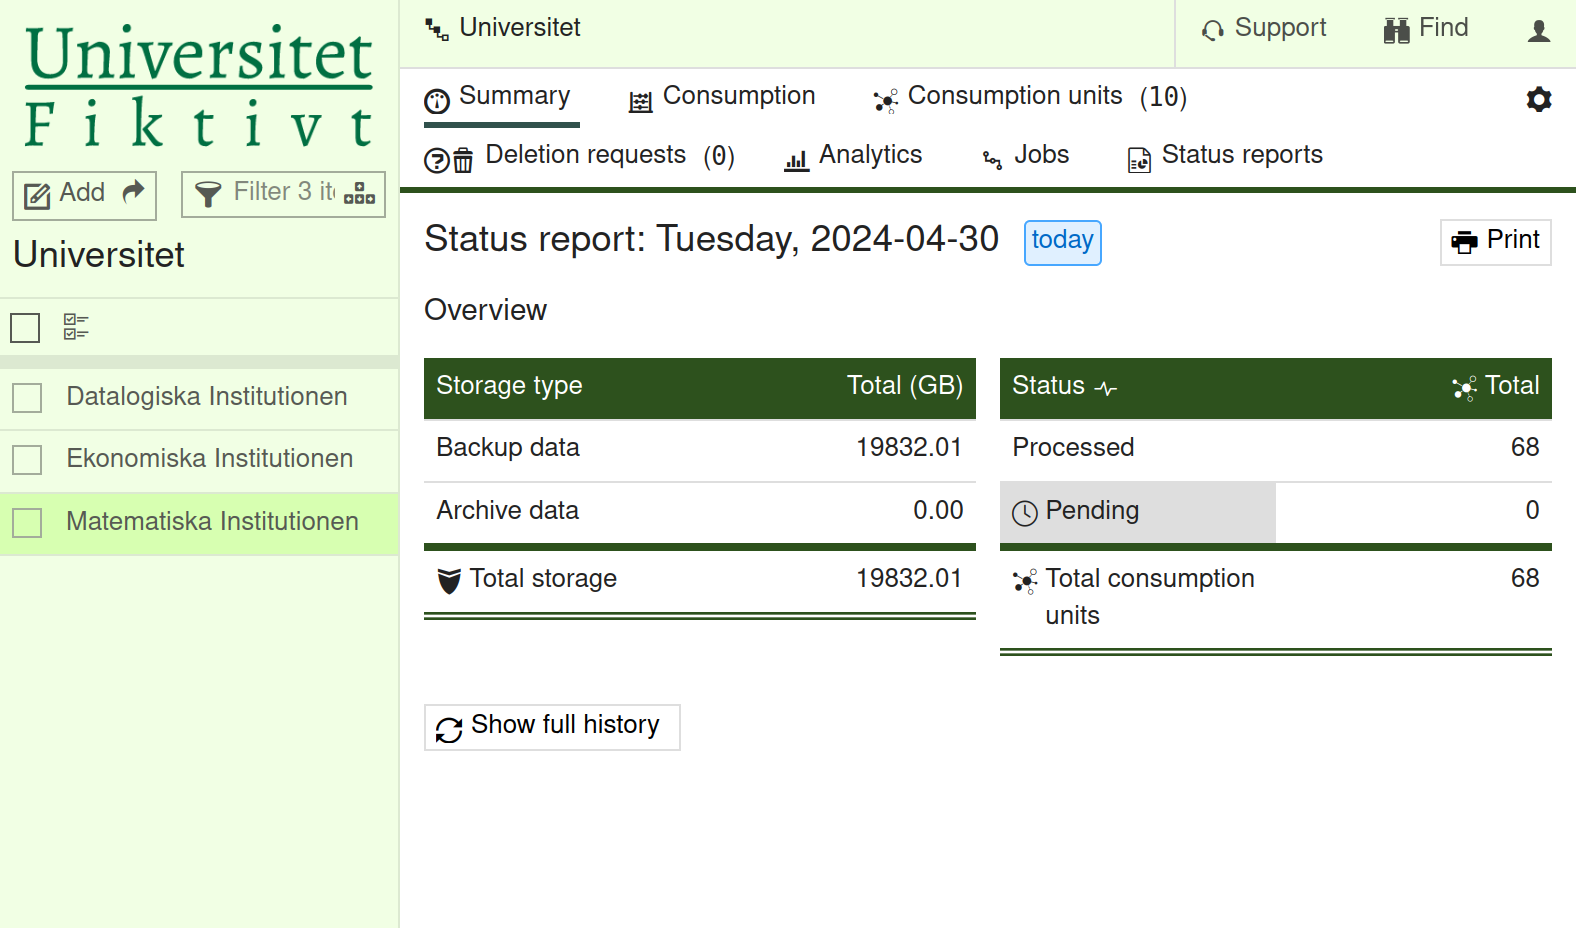 Universitet
Fiktivt
Add
Filter 3 it
Universitet
Datalogiska Institutionen
Ekonomiska Institutionen
Matematiska Institutionen
Universitet
Support
Find
Summary
Consumption
Consumption units (10)
Deletion requests (0)
Analytics
Jobs
Status reports
Status report: Tuesday, 2024-04-30 today
Print
Overview
Storage type Total (GB)
Backup data 19832.01
Archive data 0.00
Total storage 19832.01
Status Total
Processed 68
Pending 0
Total consumption 68
units
Show full history